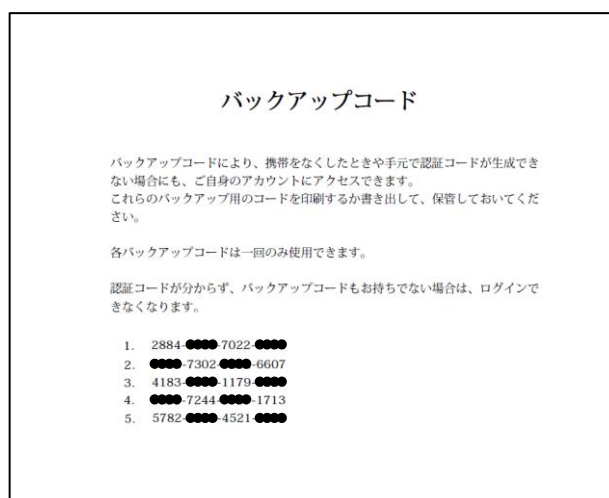 バックアップコード
バックアップコードにより、携帯をなくしたときや手元で認証コードが生成でき
ない場合にも、ご自身のアカウントにアクセスできます。
これらのバックアップ用のコードを印刷するか書き出して、保管しておいてくだ
さい。
各バックアップコードは一回のみ使用できます。
認証コードが分からず、バックアップコードもお持ちでない場合は、ログインで
きなくなります。
1. 2884-●●●●-7022-●●●●
2. ●●●●-7302-●●●●-6607
3. 4183-●●●●-1179-●●●●
4. ●●●●-7244-●●●●-1713
5. 5782-●●●●-4521-●●●●